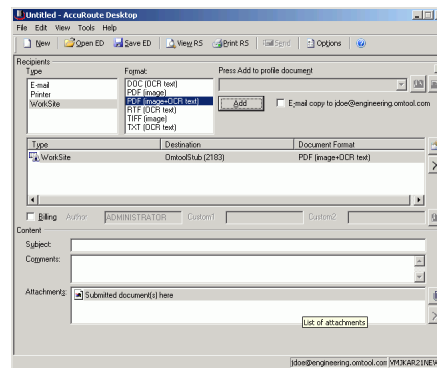 Untitled - AccuRoute Desktop
File Edit View Tools Help
New Open ED Save ED View RS Print RS Send Options
Recipients
Type Format: Press Add to profile document
E-mail
Printer
WorkSite
DOC (OCR text)
PDF (image)
PDF (image+OCR text)
RTF (OCR text)
TIFF (image)
TXT (OCR text)
Add E-mail copy to jdoe@engineering.omtool.com
Type Destination Document Format
WorkSite OmtoolStub (2183) PDF (image+OCR text)
Billing Author ADMINISTRATOR Custom1 Custom2
Content
Subject:
Comments:
Attachments: Submitted document(s) here
List of attachments
jdoe@engineering.omtool.com VMJKAR21NEW